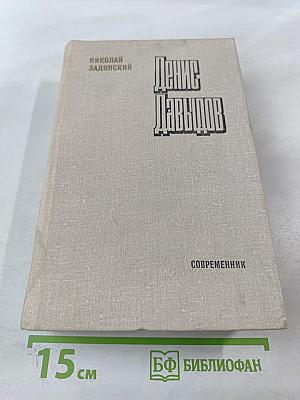 НИКОЛАЙ
ЗАДОНСКИЙ
Денис
Давыдов
СОВРЕМЕННИК
15 см
БФ БИБЛИОФАН